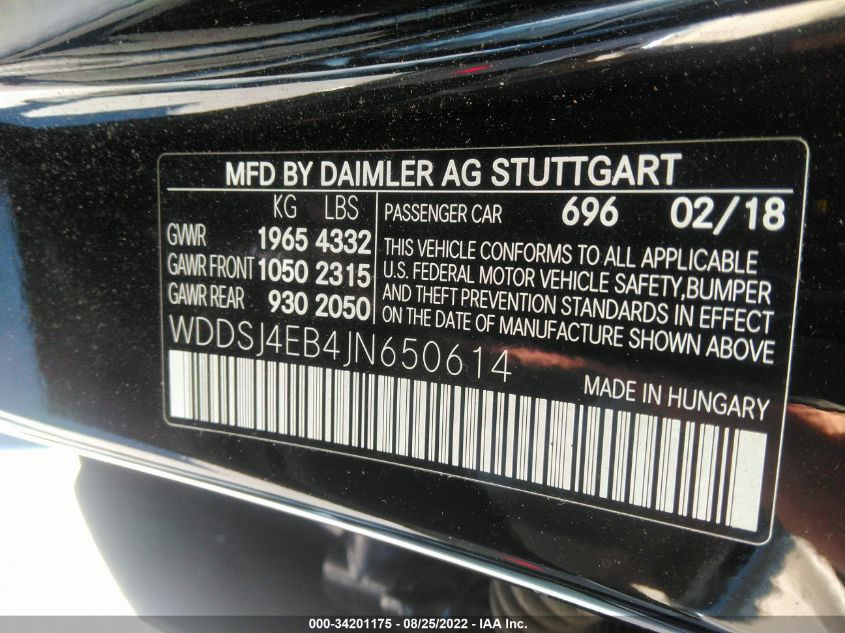 MFD BY DAIMLER AG STUTTGART
KG LBS
GVWR 1965 4332
GAWR FRONT 1050 2315
GAWR REAR 930 2050
PASSENGER CAR 696 02/18
THIS VEHICLE CONFORMS TO ALL APPLICABLE
U.S. FEDERAL MOTOR VEHICLE SAFETY,BUMPER
AND THEFT PREVENTION STANDARDS IN EFFECT
ON THE DATE OF MANUFACTURE SHOWN ABOVE
WDDSJ4EB4JN650614
MADE IN HUNGARY
000-34201175 - 08/25/2022 - IAA Inc.